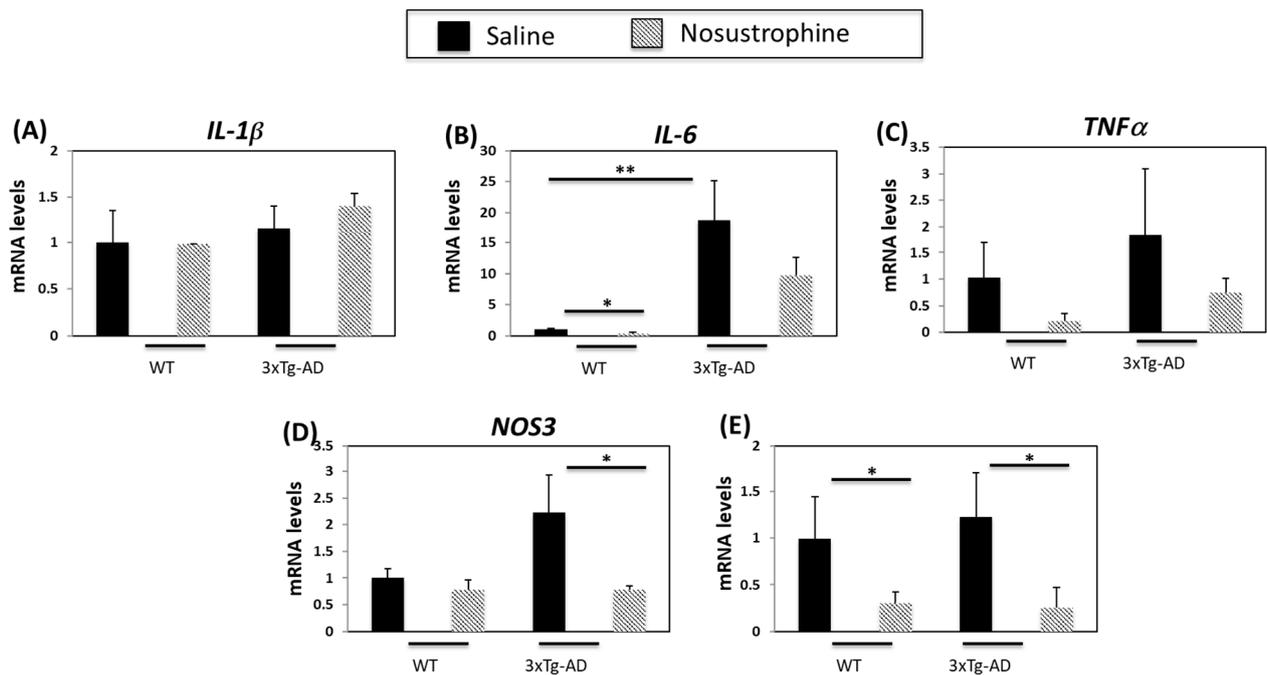 Saline Nosustrophine
(A) IL-1β
mRNA levels
2
1.5
1
0.5
0
WT 3xTg-AD
(B) IL-6
mRNA levels
30
25
20
15
10
5
0
**
*
WT 3xTg-AD
(C) TNFα
mRNA levels
3.5
3
2.5
2
1.5
1
0.5
0
WT 3xTg-AD
(D) NOS3
mRNA levels
3.5
3
2.5
2
1.5
1
0.5
0
*
WT 3xTg-AD
(E)
mRNA levels
2
1.5
1
0.5
0
*
*
WT 3xTg-AD